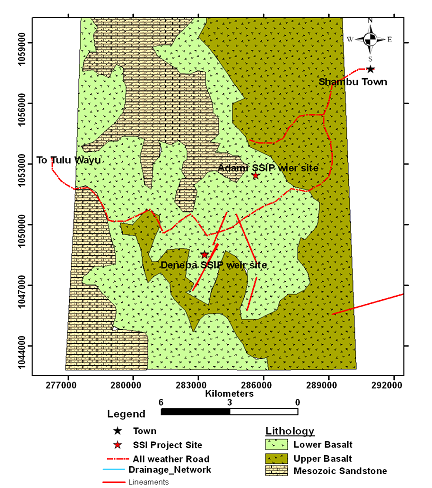 N
W E
S
1059000
1056000
1053000
1050000
1047000
1044000
Shambu Town
To Tulu Wayu
Adami SSIP wier site
Deneba SSIP weir site
277000 280000 283000 286000 289000 292000
Kilometers
6 3 0
Legend
Town
SSI Project Site
All weather Road
Drainage_Network
Lineaments
Lithology
Lower Basalt
Upper Basalt
Mesozoic Sandstone